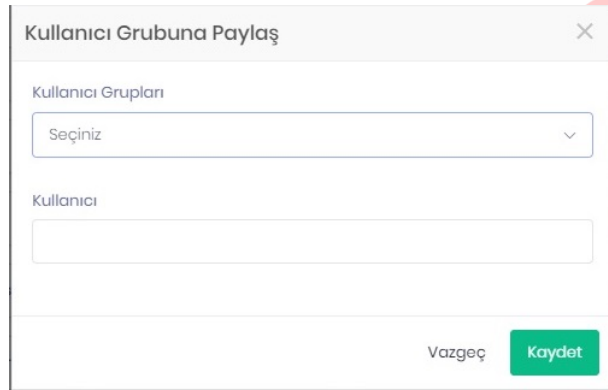 Kullanıcı Grubuna Paylaş
Kullanıcı Grupları
Seçiniz
Kullanıcı
Vazgeç
Kaydet